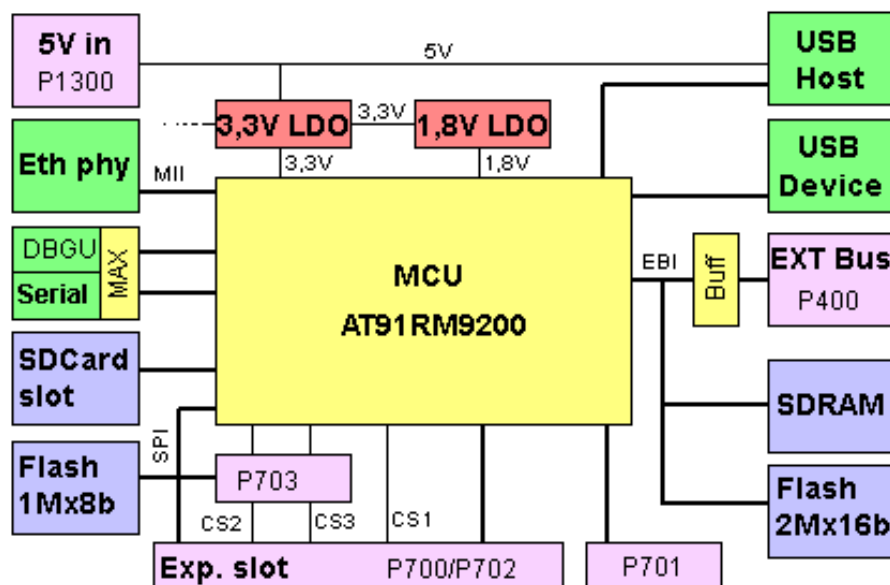 5V in
P1300
5V
USB
Host
3,3V LDO
3,3V
1,8V LDO
3,3V
1,8V
Eth phy
MII
USB
Device
DBGU
Serial
MAX
MCU
AT91RM9200
EBI
Buff
EXT Bus
P400
SDCard
slot
SDRAM
SPI
Flash
1Mx8b
P703
Flash
2Mx16b
CS2
CS3
CS1
Exp. slot
P700/P702
P701